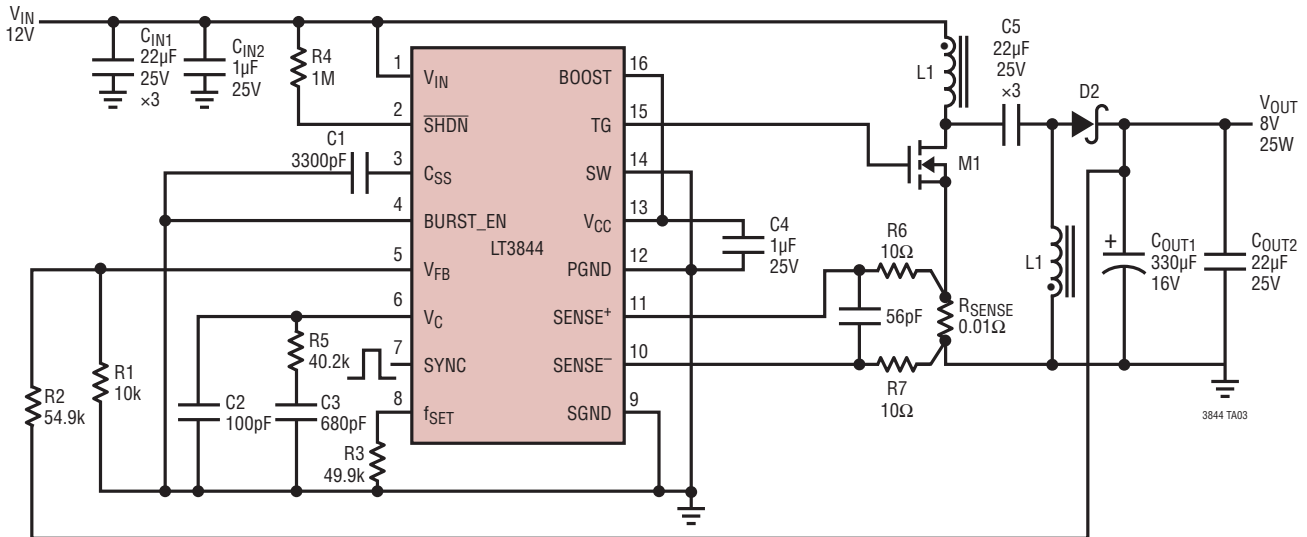 VIN
12V
CIN1
22µF
25V
×3
CIN2
1µF
25V
R4
1M
C1
3300pF
R2
54.9k
R1
10k
C2
100pF
R5
40.2k
C3
680pF
R3
49.9k
1
VIN
2
SHDN
3
CSS
4
BURST_EN
5
VFB
6
VC
7
SYNC
8
fSET
LT3844
16
BOOST
15
TG
14
SW
13
VCC
12
PGND
11
SENSE+
10
SENSE–
9
SGND
C4
1µF
25V
L1
C5
22µF
25V
×3
D2
VOUT
8V
25W
M1
R6
10Ω
56pF
R7
10Ω
RSENSE
0.01Ω
L1
+
COUT1
330µF
16V
COUT2
22µF
25V
3844 TA03